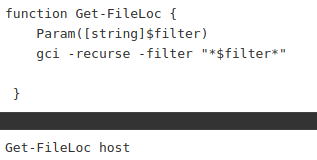 function Get-FileLoc {
    Param([string]$filter)
    gci -recurse -filter "*$filter*"
 }
Get-FileLoc host